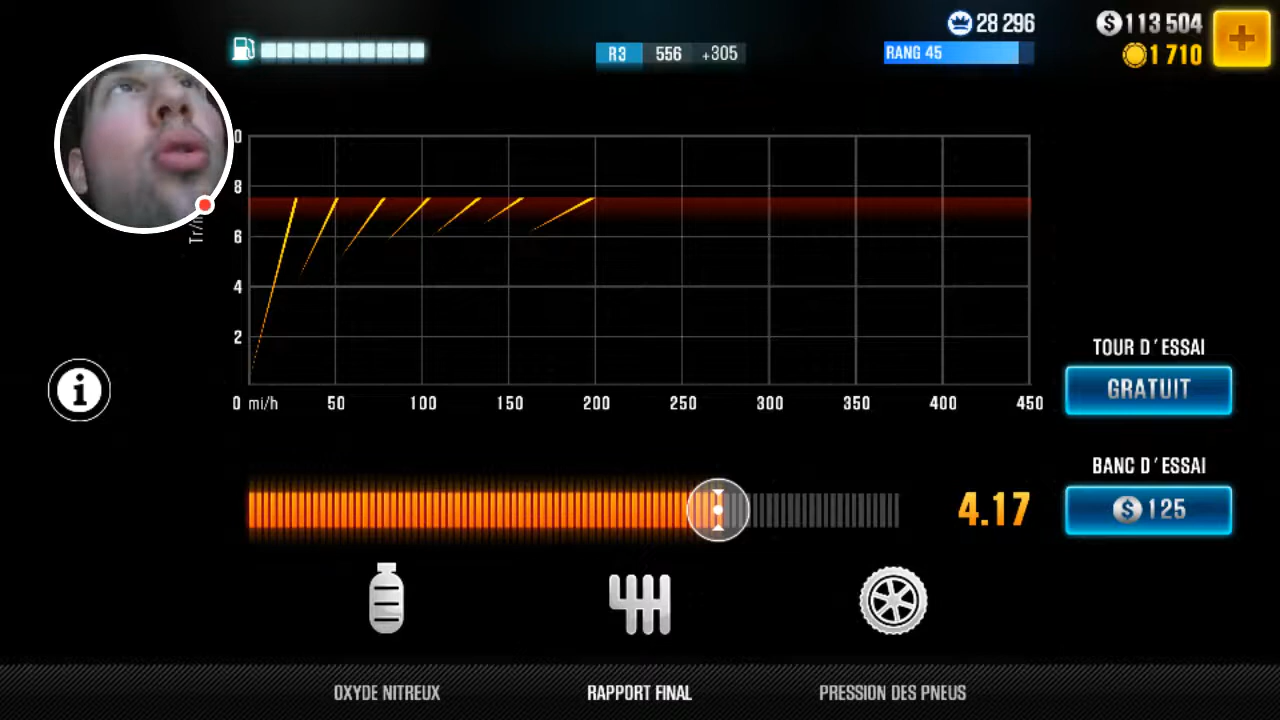 28 296
$ 113 504
R3 556 +305
RANG 45
1 710
0
8
6
4
2
0 mi/h 50 100 150 200 250 300 350 400 450
TOUR D'ESSAI
GRATUIT
BANC D'ESSAI
$ 125
4.17
OXYDE NITREUX
RAPPORT FINAL
PRESSION DES PNEUS